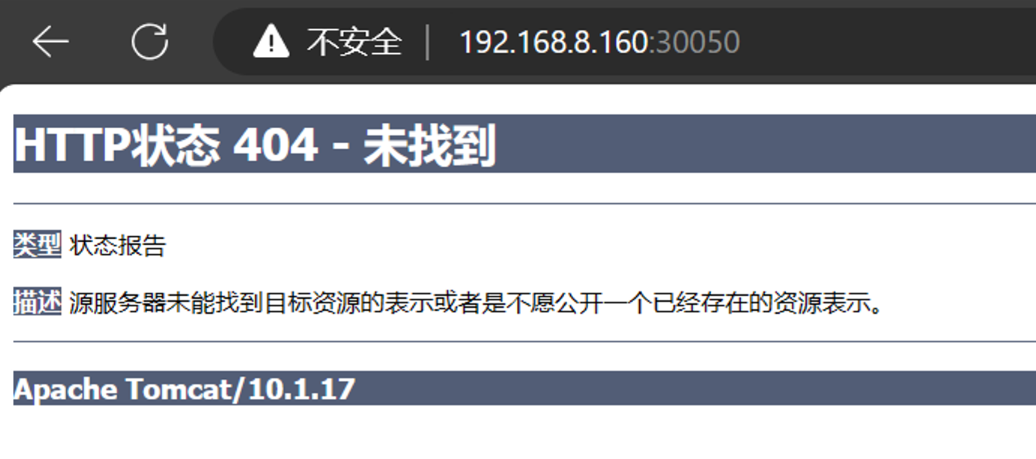 不安全 | 192.168.8.160:30050
HTTP状态 404 - 未找到
类型 状态报告
描述 源服务器未能找到目标资源的表示或者是不愿公开一个已经存在的资源表示。
Apache Tomcat/10.1.17